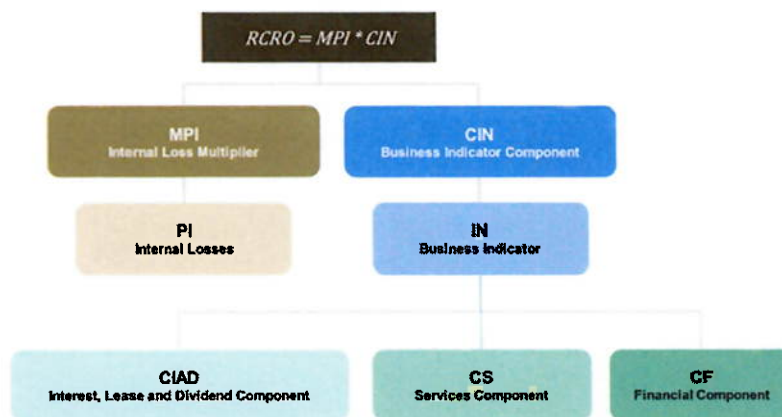 RCRO = MPI * CIN
MPI
Internal Loss Multiplier
CIN
Business Indicator Component
PI
Internal Losses
IN
Business Indicator
CIAD
Interest, Lease and Dividend Component
CS
Services Component
CF
Financial Component